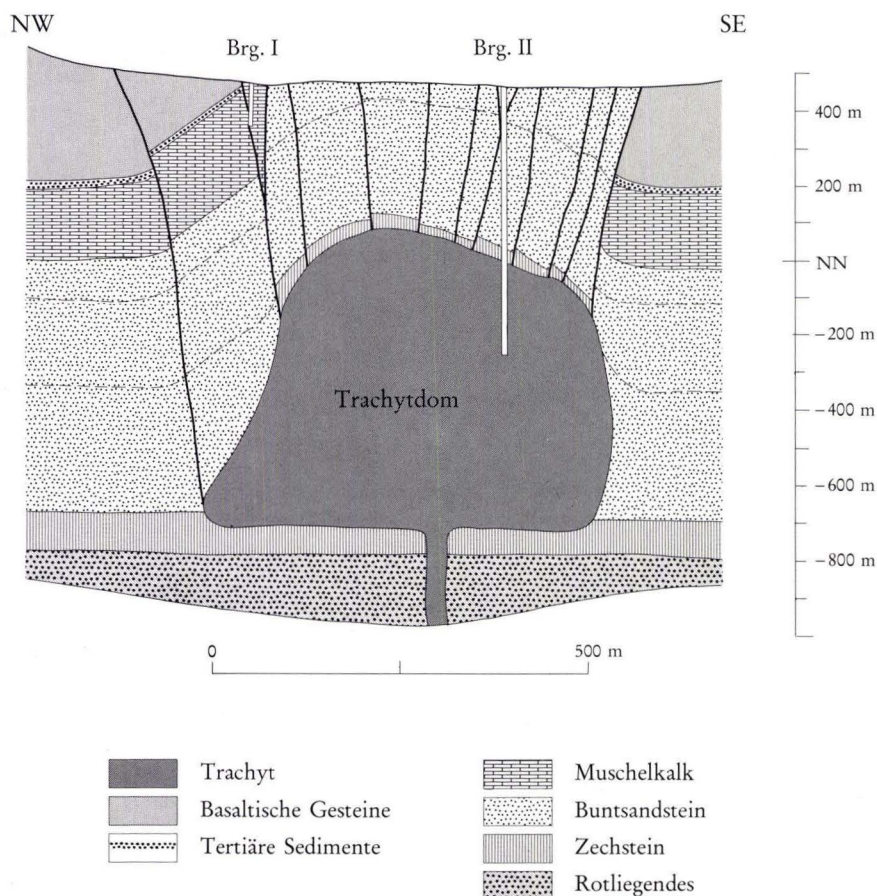 NW
SE
Brg. I
Brg. II
400 m
200 m
NN
−200 m
Trachytdom
−400 m
−600 m
−800 m
0
500 m
Trachyt
Basaltische Gesteine
Tertiäre Sedimente
Muschelkalk
Buntsandstein
Zechstein
Rotliegendes